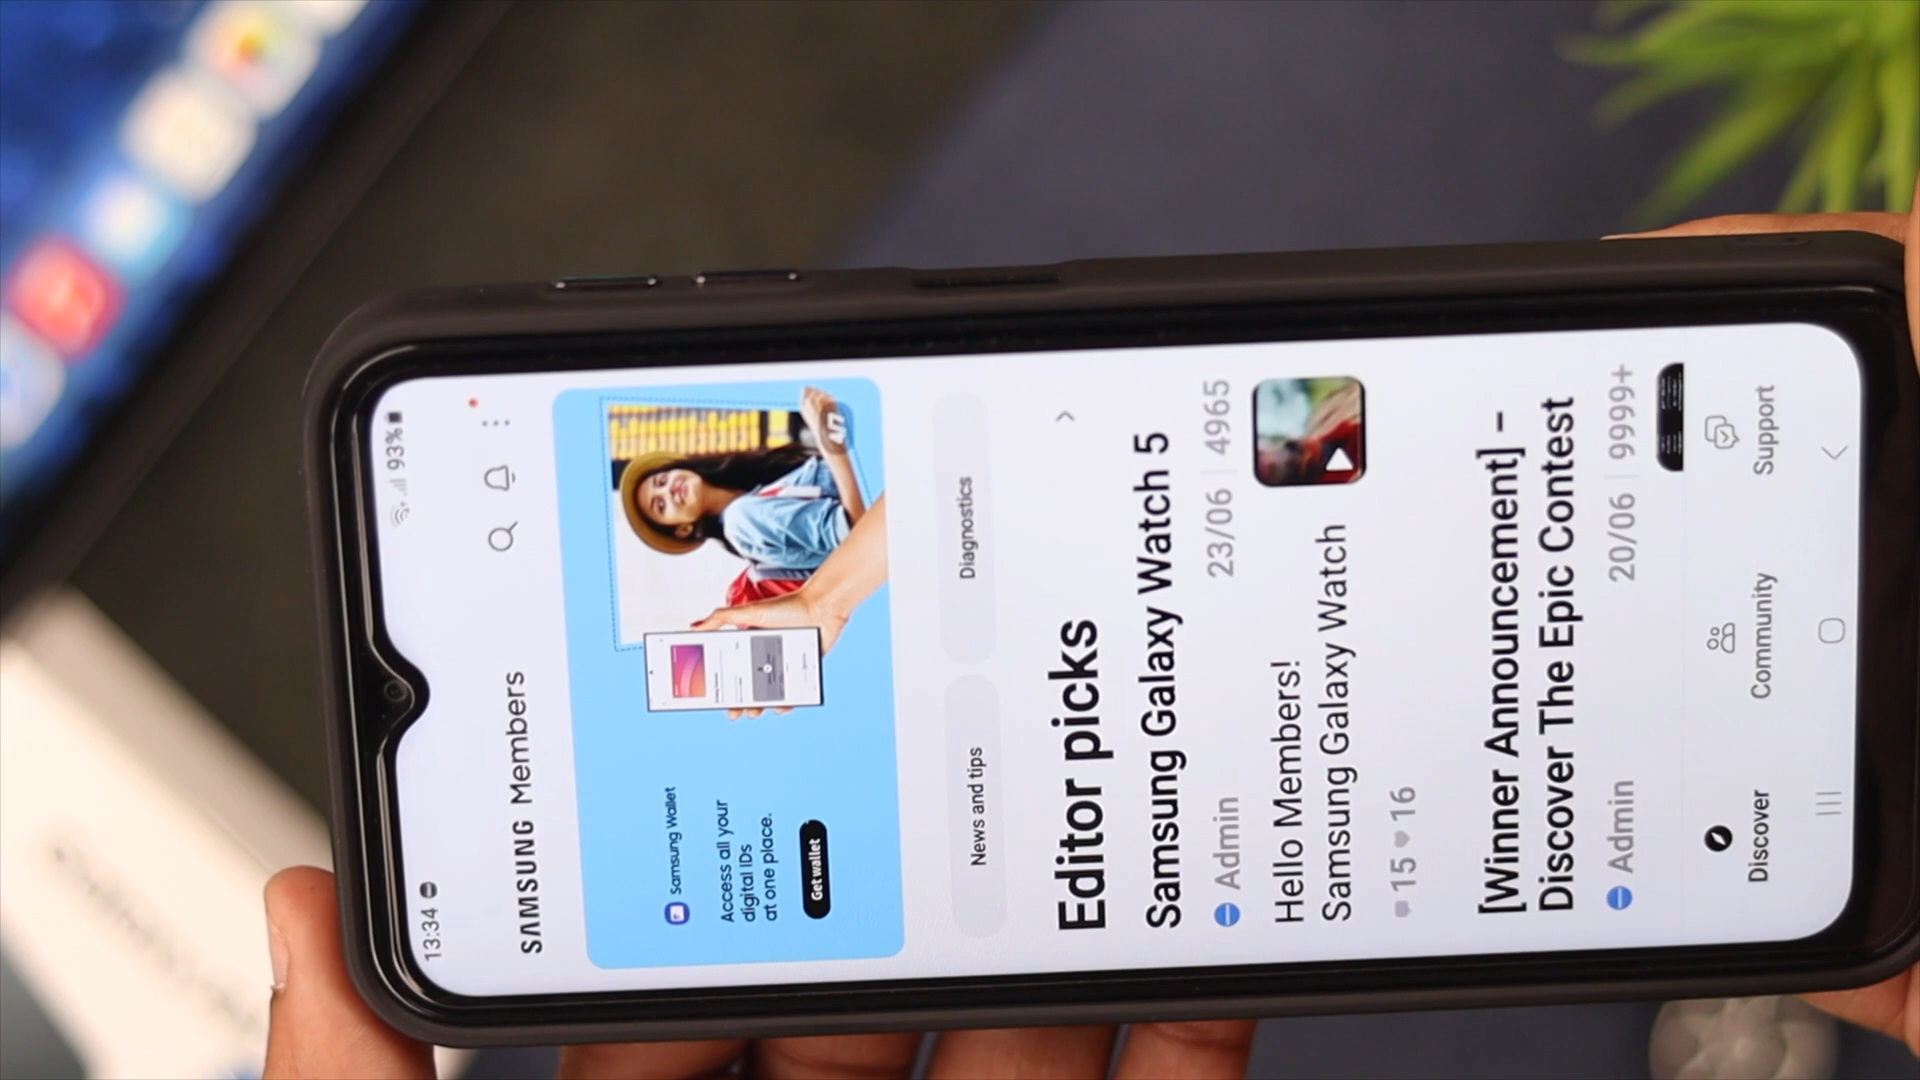 13:34
93%
SAMSUNG Members
Samsung Wallet
Access all your
digital IDs
at one place.
Get wallet
News and tips
Diagnostics
Editor picks
Samsung Galaxy Watch 5
Admin
23/06 | 4965
Hello Members!
Samsung Galaxy Watch
15
16
[Winner Announcement] –
Discover The Epic Contest
Admin
20/06 | 9999+
Discover
Community
Support